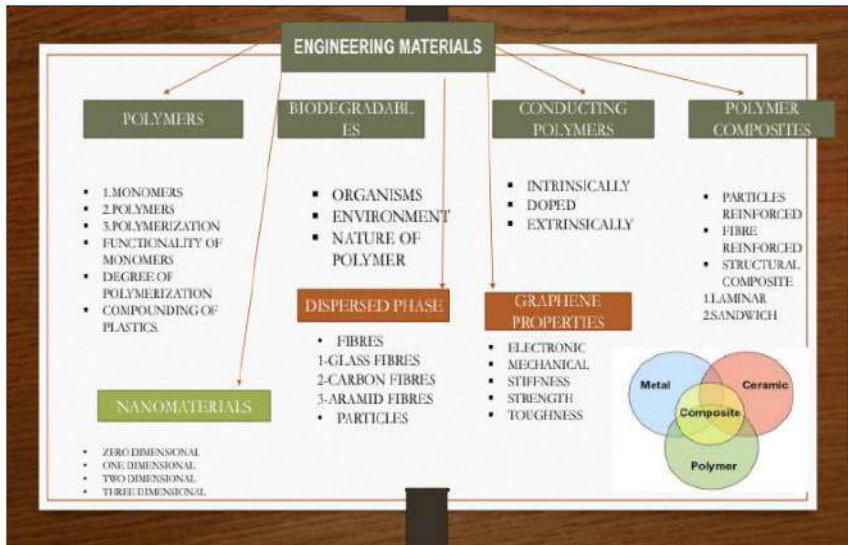 ENGINEERING MATERIALS
POLYMERS
1.MONOMERS
2.POLYMERS
3.POLYMERIZATION
FUNCTIONALITY OF
MONOMERS
DEGREE OF
POLYMERIZATION
COMPOUNDING OF
PLASTICS.
BIODEGRADABL
ES
ORGANISMS
ENVIRONMENT
NATURE OF
POLYMER
CONDUCTING
POLYMERS
INTRINSICALLY
DOPED
EXTRINSICALLY
POLYMER
COMPOSITES
PARTICLES
REINFORCED
FIBRE
REINFORCED
STRUCTURAL
COMPOSITE
1.LAMINAR
2.SANDWICH
DISPERSED PHASE
FIBRES
1-GLASS FIBRES
2-CARBON FIBRES
3-ARAMID FIBRES
PARTICLES
GRAPHENE
PROPERTIES
ELECTRONIC
MECHANICAL
STIFFNESS
STRENGTH
TOUGHNESS
NANOMATERIALS
ZERO DIMENSIONAL
ONE DIMENSIONAL
TWO DIMENSIONAL
THREE DIMENSIONAL
Metal
Ceramic
Composite
Polymer